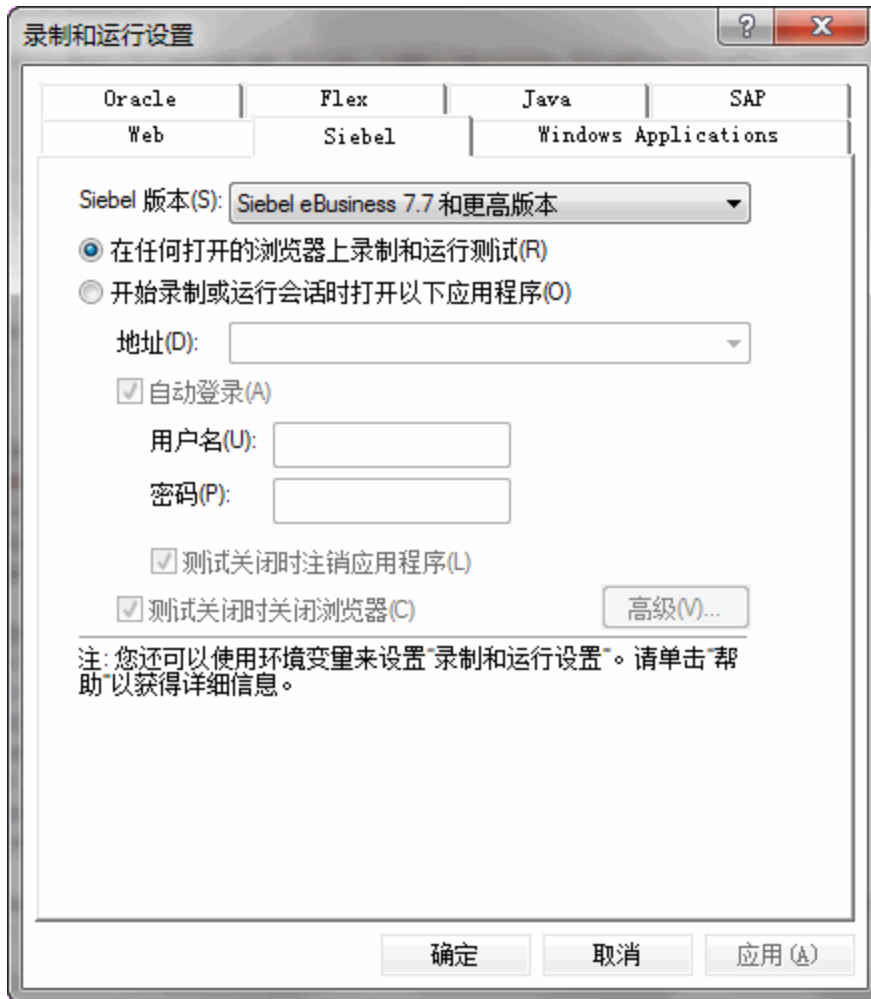 录制和运行设置
Oracle Flex Java SAP
Web Siebel Windows Applications
Siebel 版本(S): Siebel eBusiness 7.7 和更高版本
在任何打开的浏览器上录制和运行测试(R)
开始录制或运行会话时打开以下应用程序(O)
地址(D):
自动登录(A)
用户名(U):
密码(P):
测试关闭时注销应用程序(L)
测试关闭时关闭浏览器(C) 高级(V)...
注: 您还可以使用环境变量来设置"录制和运行设置"。请单击"帮
助"以获得详细信息。
确定 取消 应用(A)